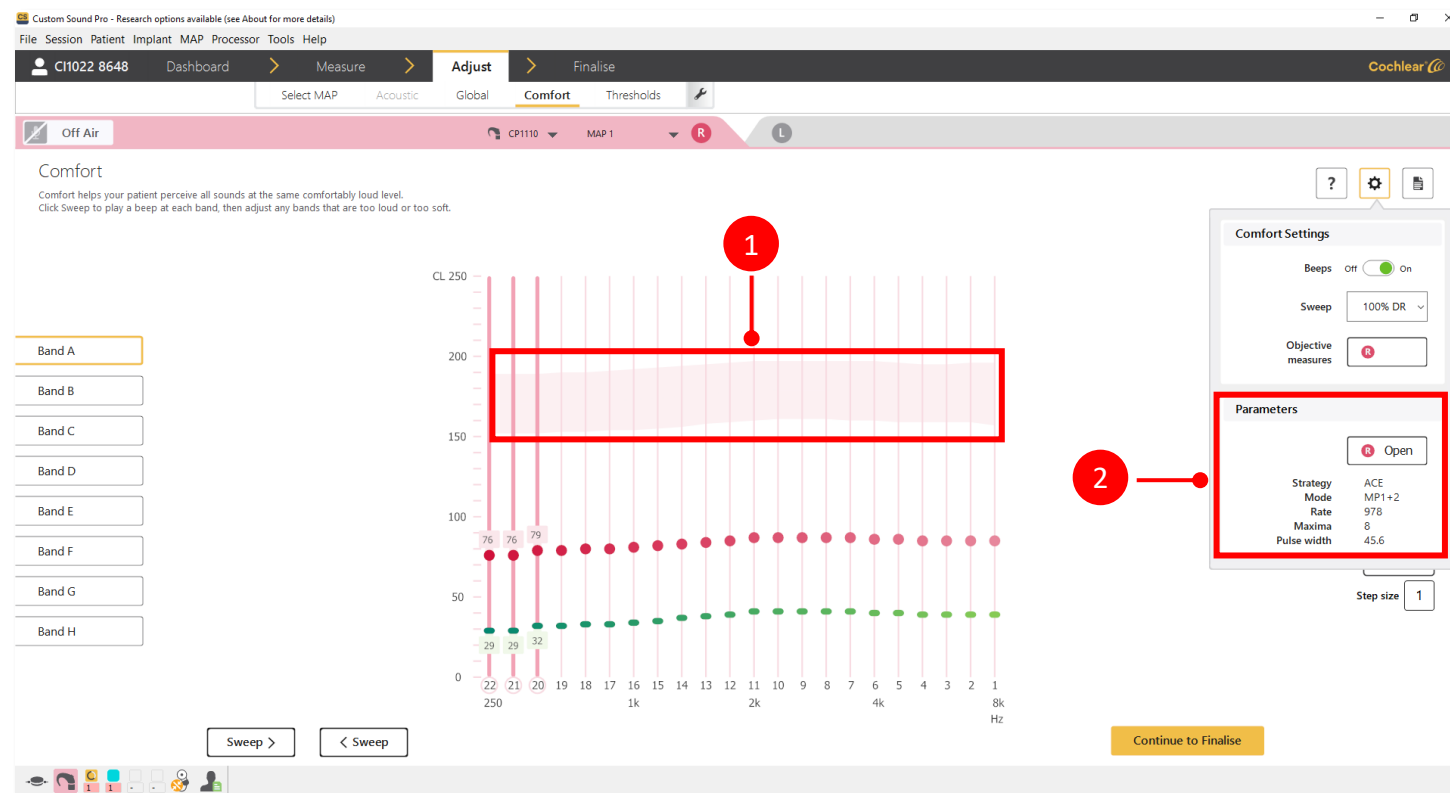 CS Custom Sound Pro - Research options available (see About for more details)
File Session Patient Implant MAP Processor Tools Help
CI1022 8648 Dashboard Measure Adjust Finalise Cochlear
Select MAP Acoustic Global Comfort Thresholds
Off Air CP1110 MAP 1 R L
Comfort
Comfort helps your patient perceive all sounds at the same comfortably loud level.
Click Sweep to play a beep at each band, then adjust any bands that are too loud or too soft.
?
Comfort Settings
Beeps Off On
Sweep 100% DR
Objective
measures R
Parameters
R Open
Strategy ACE
Mode MP1+2
Rate 978
Maxima 8
Pulse width 45.6
Step size 1
1
2
Band A
Band B
Band C
Band D
Band E
Band F
Band G
Band H
CL 250
200
150
100
50
0
76 76 79
29 29 32
22 21 20 19 18 17 16 15 14 13 12 11 10 9 8 7 6 5 4 3 2 1
250 1k 2k 4k 8k
Hz
Sweep > < Sweep Continue to Finalise
C
1 1 - -